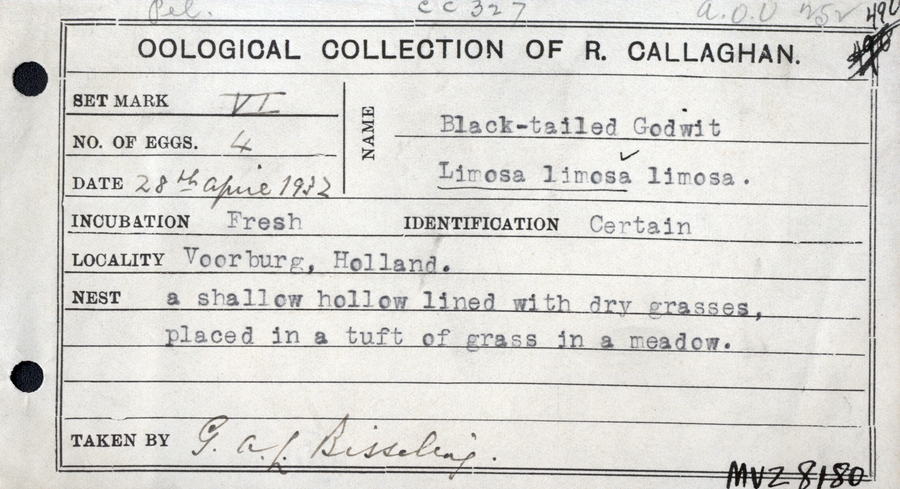 Pel. CC 327 A.O.U 252 490
OOLOGICAL COLLECTION OF R. CALLAGHAN.
SET MARK VI
NO. OF EGGS. 4
DATE 28th april 1932
NAME Black-tailed Godwit
Limosa limosa limosa.
INCUBATION Fresh IDENTIFICATION Certain
LOCALITY Voorburg, Holland.
NEST a shallow hollow lined with dry grasses,
placed in a tuft of grass in a meadow.
TAKEN BY G. a. L. Bisseling.
MVZ 8180